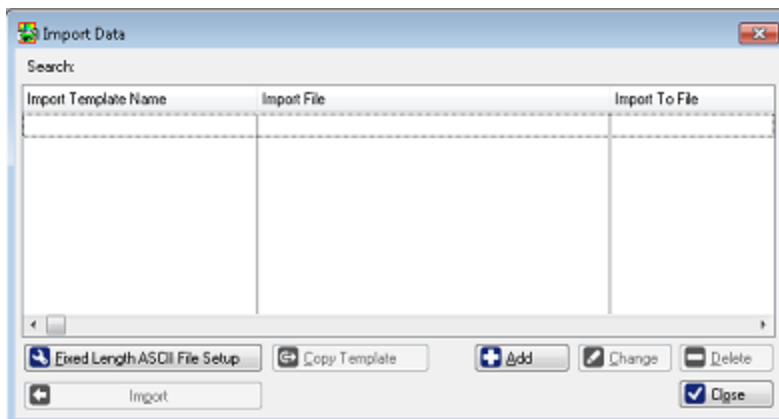 Import Data
Search:
Import Template Name Import File Import To File
Fixed Length ASCII File Setup Copy Template Add Change Delete
Import Close